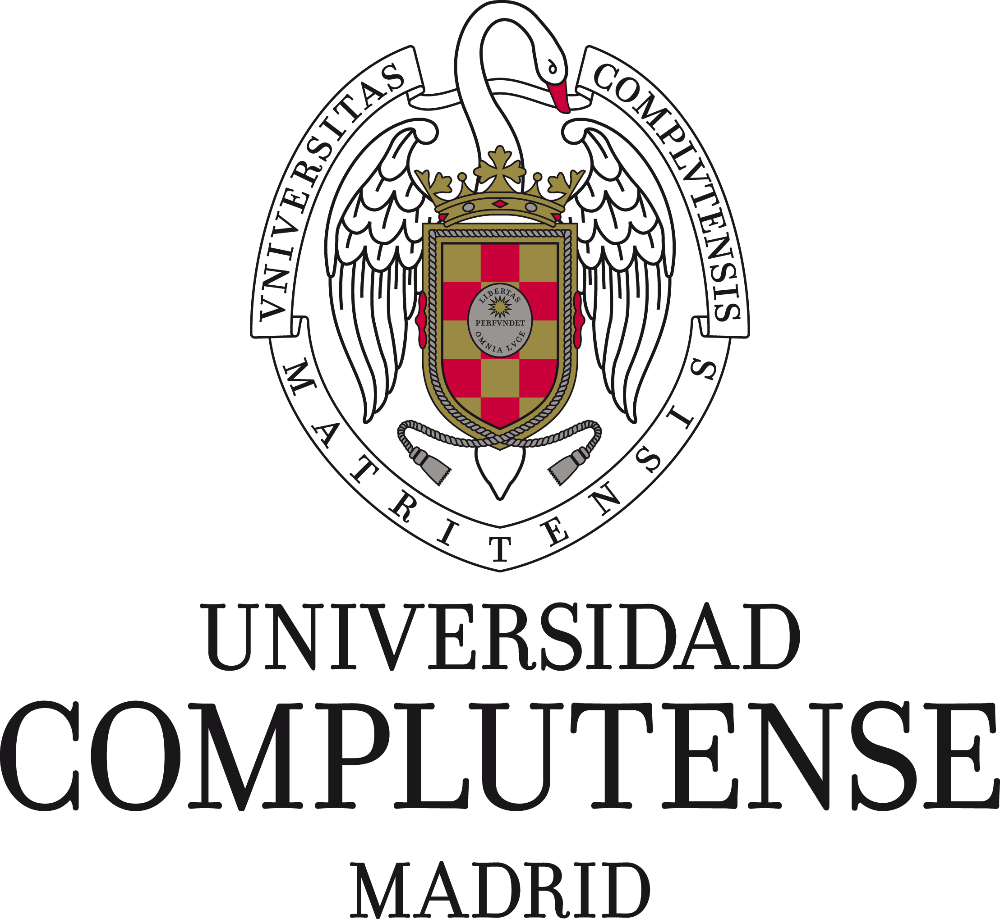 VNIVERSITAS
COMPLVTENSIS
MATRITENSIS
LIBERTAS
PERFVNDET
OMNIA LVCE
UNIVERSIDAD
COMPLUTENSE
MADRID